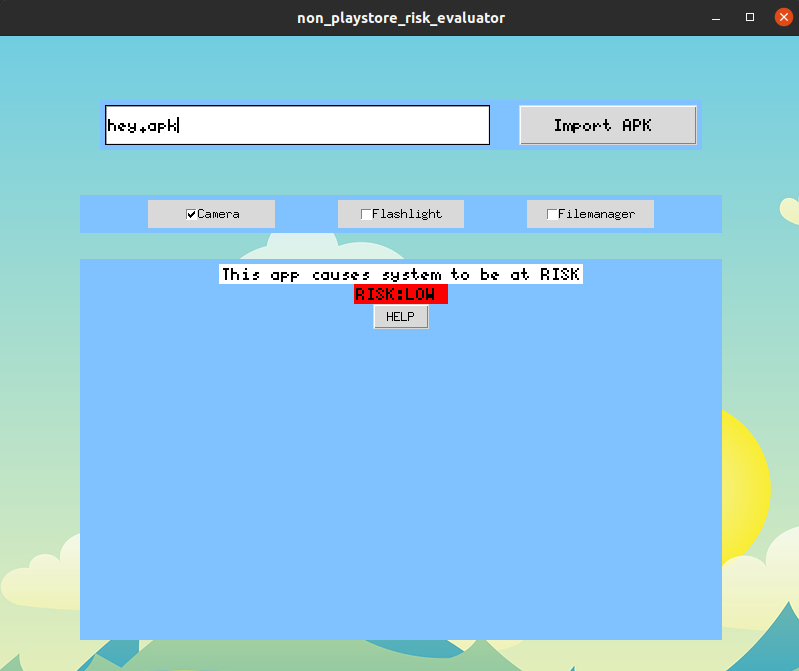 non_playstore_risk_evaluator
hey.apk
Import APK
Camera
Flashlight
Filemanager
This app causes system to be at RISK
RISK:LOW
HELP